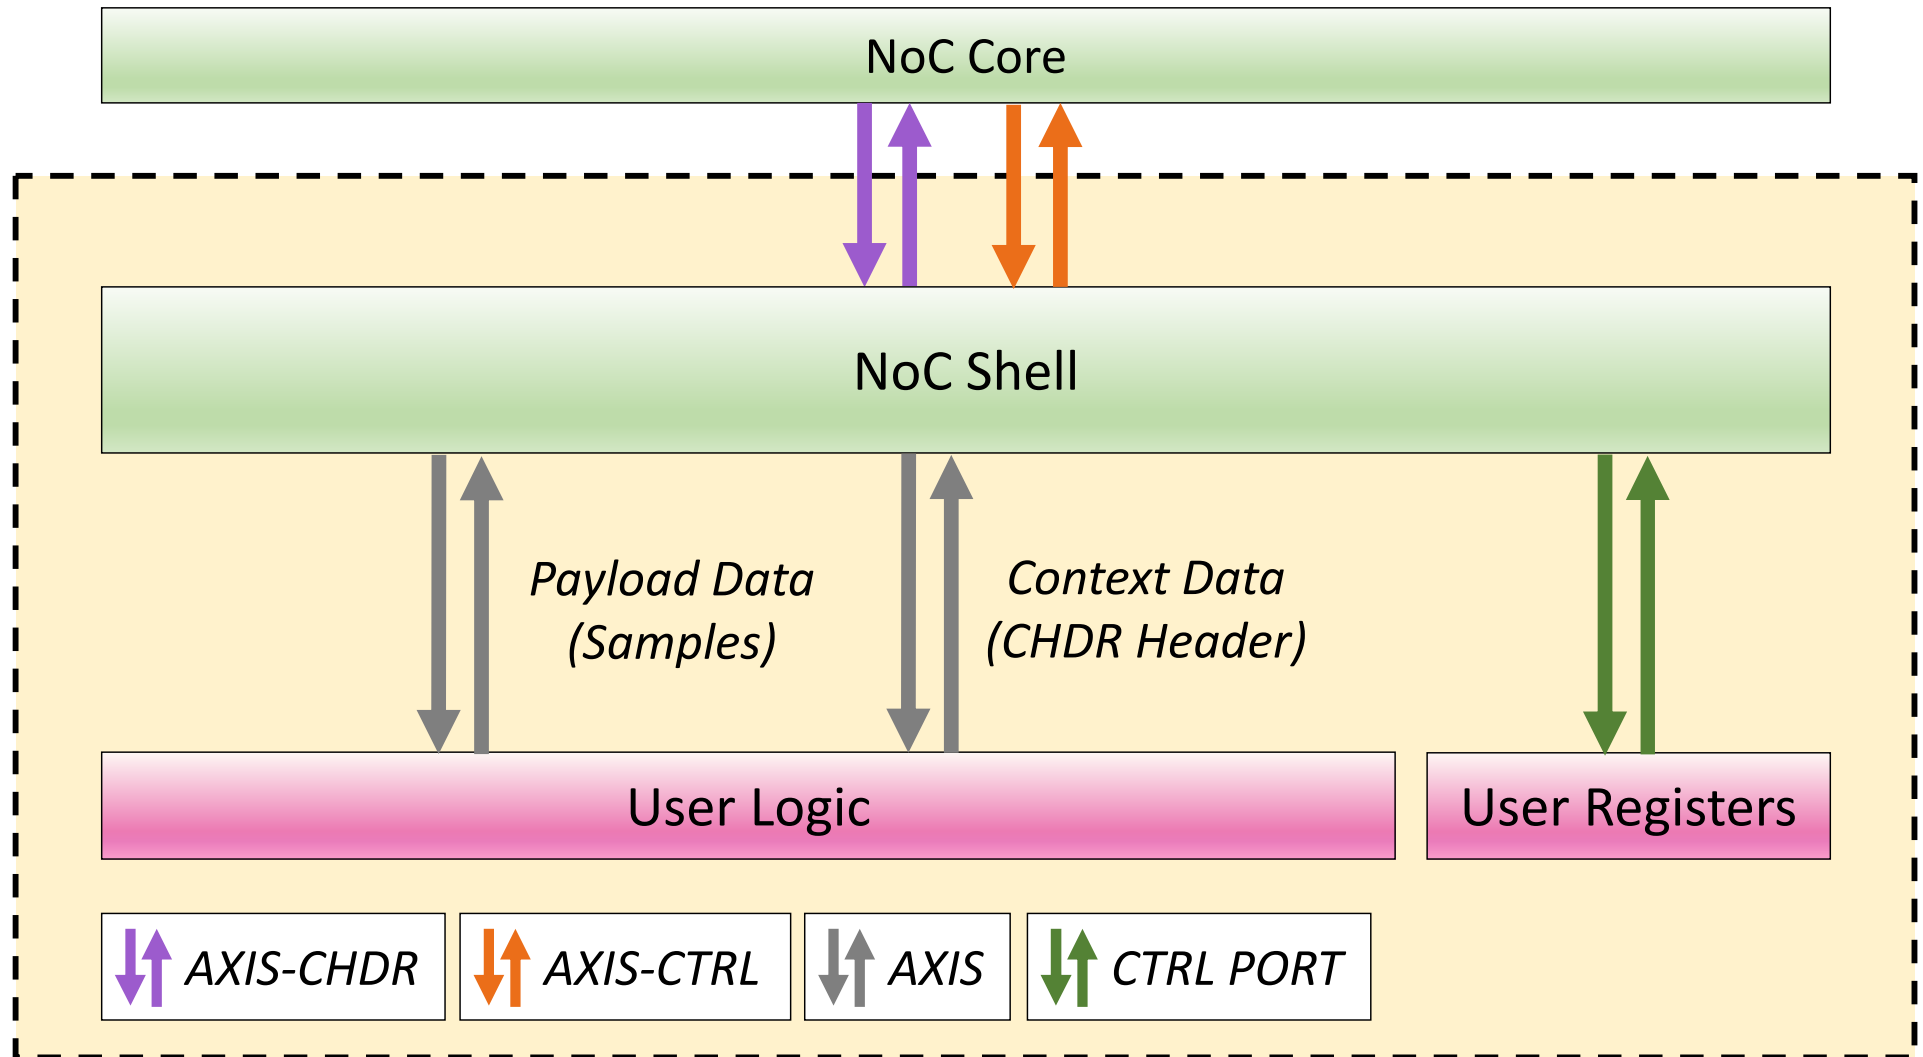 NoC Core
NoC Shell
Payload Data
(Samples)
Context Data
(CHDR Header)
User Logic
User Registers
AXIS-CHDR
AXIS-CTRL
AXIS
CTRL PORT